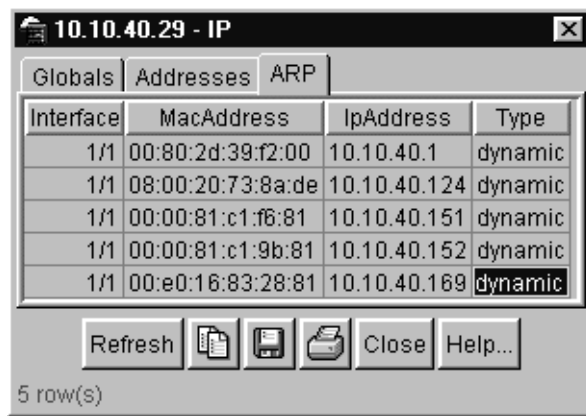 10.10.40.29 - IP
Globals Addresses ARP
Interface MacAddress IpAddress Type
1/1 00:80:2d:39:f2:00 10.10.40.1 dynamic
1/1 08:00:20:73:8a:de 10.10.40.124 dynamic
1/1 00:00:81:c1:f6:81 10.10.40.151 dynamic
1/1 00:00:81:c1:9b:81 10.10.40.152 dynamic
1/1 00:e0:16:83:28:81 10.10.40.169 dynamic
Refresh Close Help...
5 row(s)